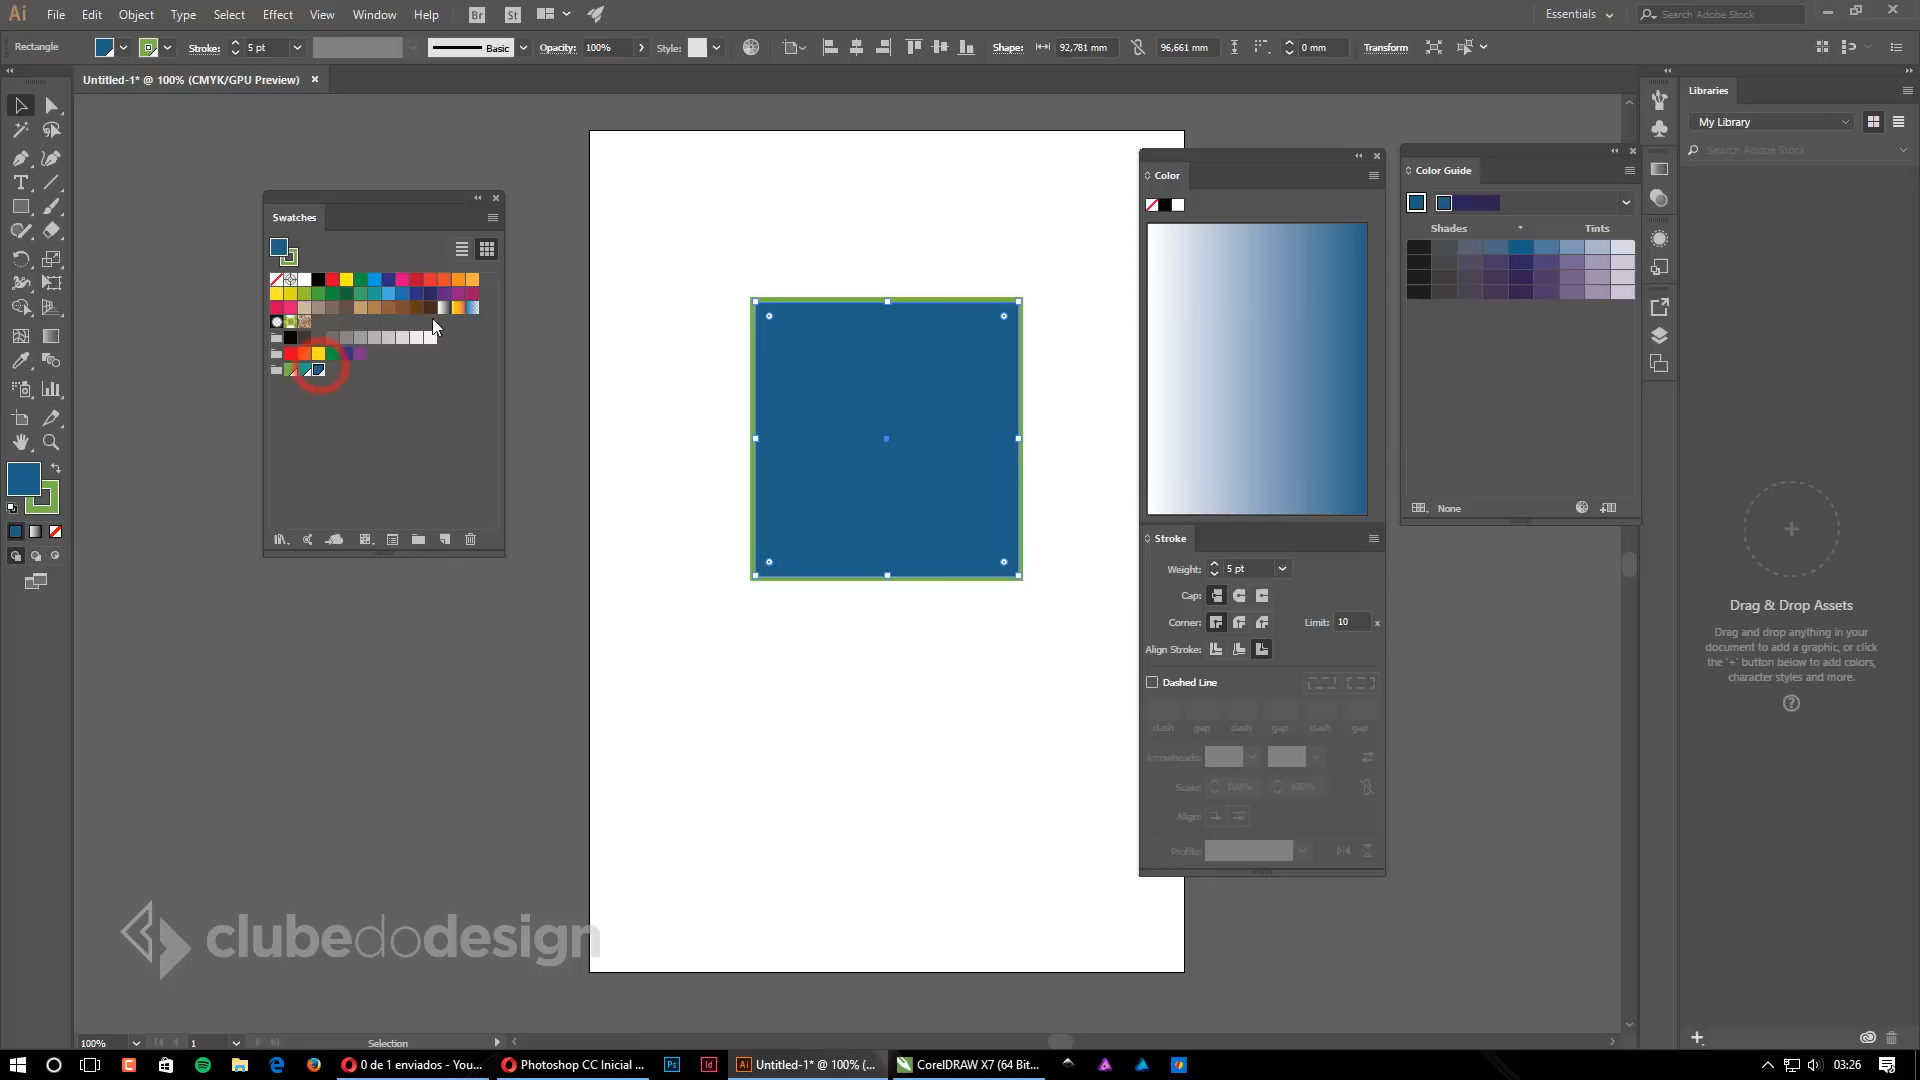 Ai File Edit Object Type Select Effect View Window Help Br St Essentials Search Adobe Stock
Rectangle Stroke: 5 pt Basic Opacity: 100% Style: Shape: 92,781 mm 96,661 mm 0 mm Transform
Untitled-1* @ 100% (CMYK/GPU Preview)
Libraries
My Library
Search Adobe Stock
Swatches
Color
Color Guide
Shades Tints
None
Stroke
Weight: 5 pt
Cap:
Corner: Limit: 10 x
Align Stroke:
Dashed Line
dash gap dash gap dash gap
Arrowheads:
Scale: 100% 100%
Align:
Profile:
Drag & Drop Assets
Drag and drop anything in your
document to add a graphic, or click
the '+' button below to add colors,
character styles and more.
clubedodesign
100% 1 Selection
0 de 1 enviados - You... Photoshop CC Inicial ... Ps Id Ai Untitled-1* @ 100% (... CorelDRAW X7 (64 Bit... 03:26